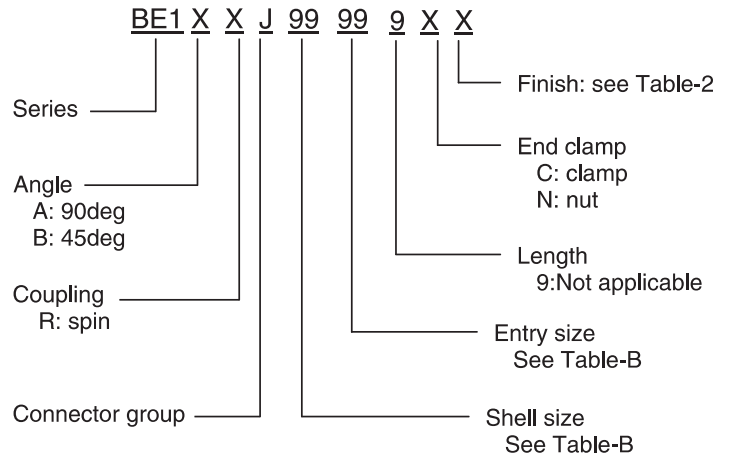 BE1 X X J 99 99 9 X X
Finish: see Table-2
Series
End clamp
C: clamp
N: nut
Angle
A: 90deg
B: 45deg
Length
9:Not applicable
Coupling
R: spin
Entry size
See Table-B
Connector group
Shell size
See Table-B